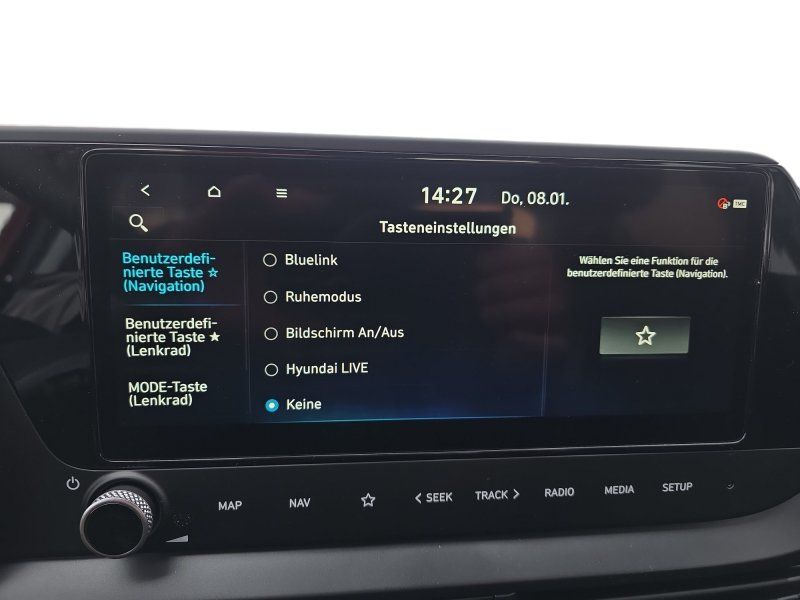 14:27 Do, 08.01.
TMC
Tasteneinstellungen
Benutzerdefi-
nierte Taste ☆
(Navigation)
Benutzerdefi-
nierte Taste ★
(Lenkrad)
MODE-Taste
(Lenkrad)
Bluelink
Ruhemodus
Bildschirm An/Aus
Hyundai LIVE
Keine
Wählen Sie eine Funktion für die
benutzerdefinierte Taste (Navigation).
MAP NAV ☆ < SEEK TRACK > RADIO MEDIA SETUP